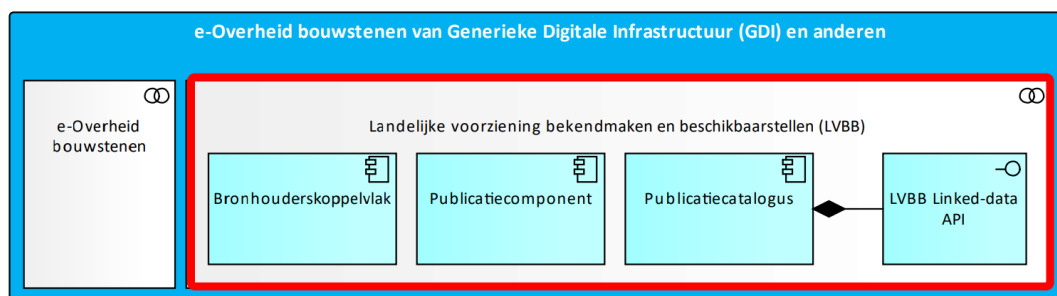 e-Overheid bouwstenen van Generieke Digitale Infrastructuur (GDI) en anderen
e-Overheid
bouwstenen
Landelijke voorziening bekendmaken en beschikbaarstellen (LVBB)
Bronhouderskoppelvlak
Publicatiecomponent
Publicatiecatalogus
LVBB Linked-data
API